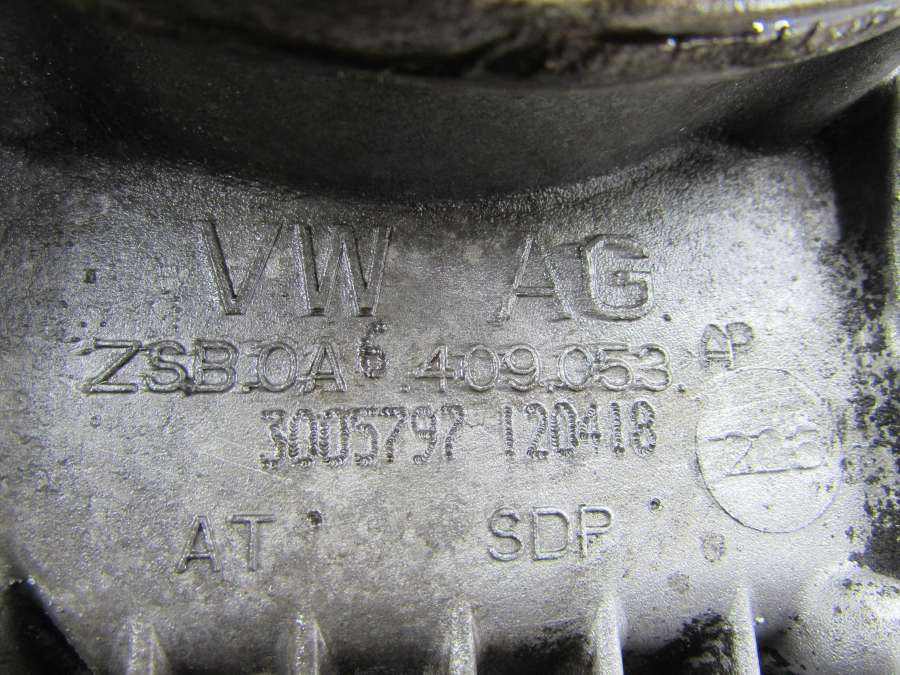 VW AG
ZSB.0A6.409.053.AP
3005797 120418
AT SDP